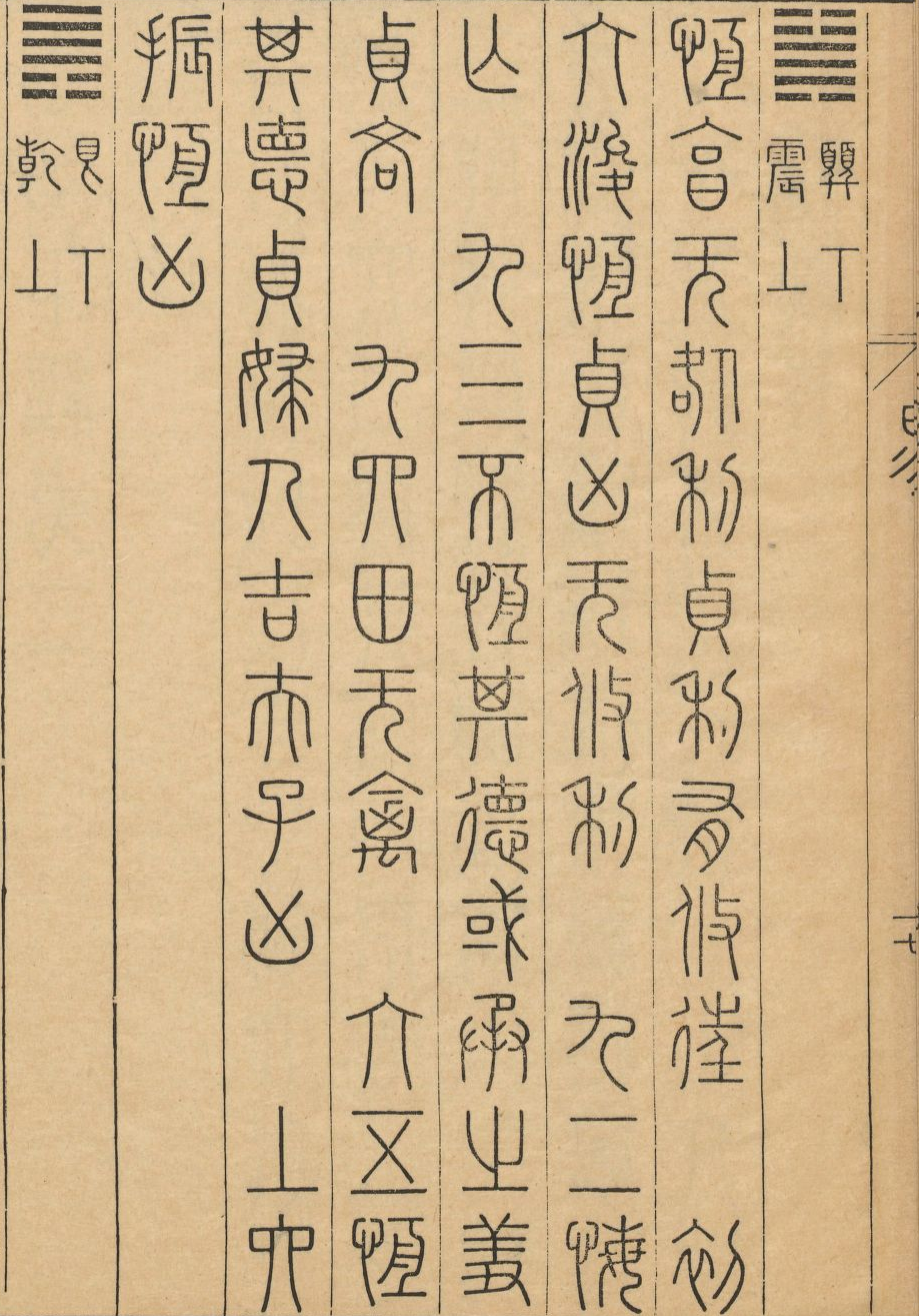 ䷟ 巽下震上
恆亨无咎利貞利有攸往 初
六浚恆貞凶无攸利 九二悔
亡 九三不恆其德或承之羞
貞吝 九四田无禽 六五恆
其德貞婦人吉夫子凶 上六
振恆凶
䷠ 艮下乾上